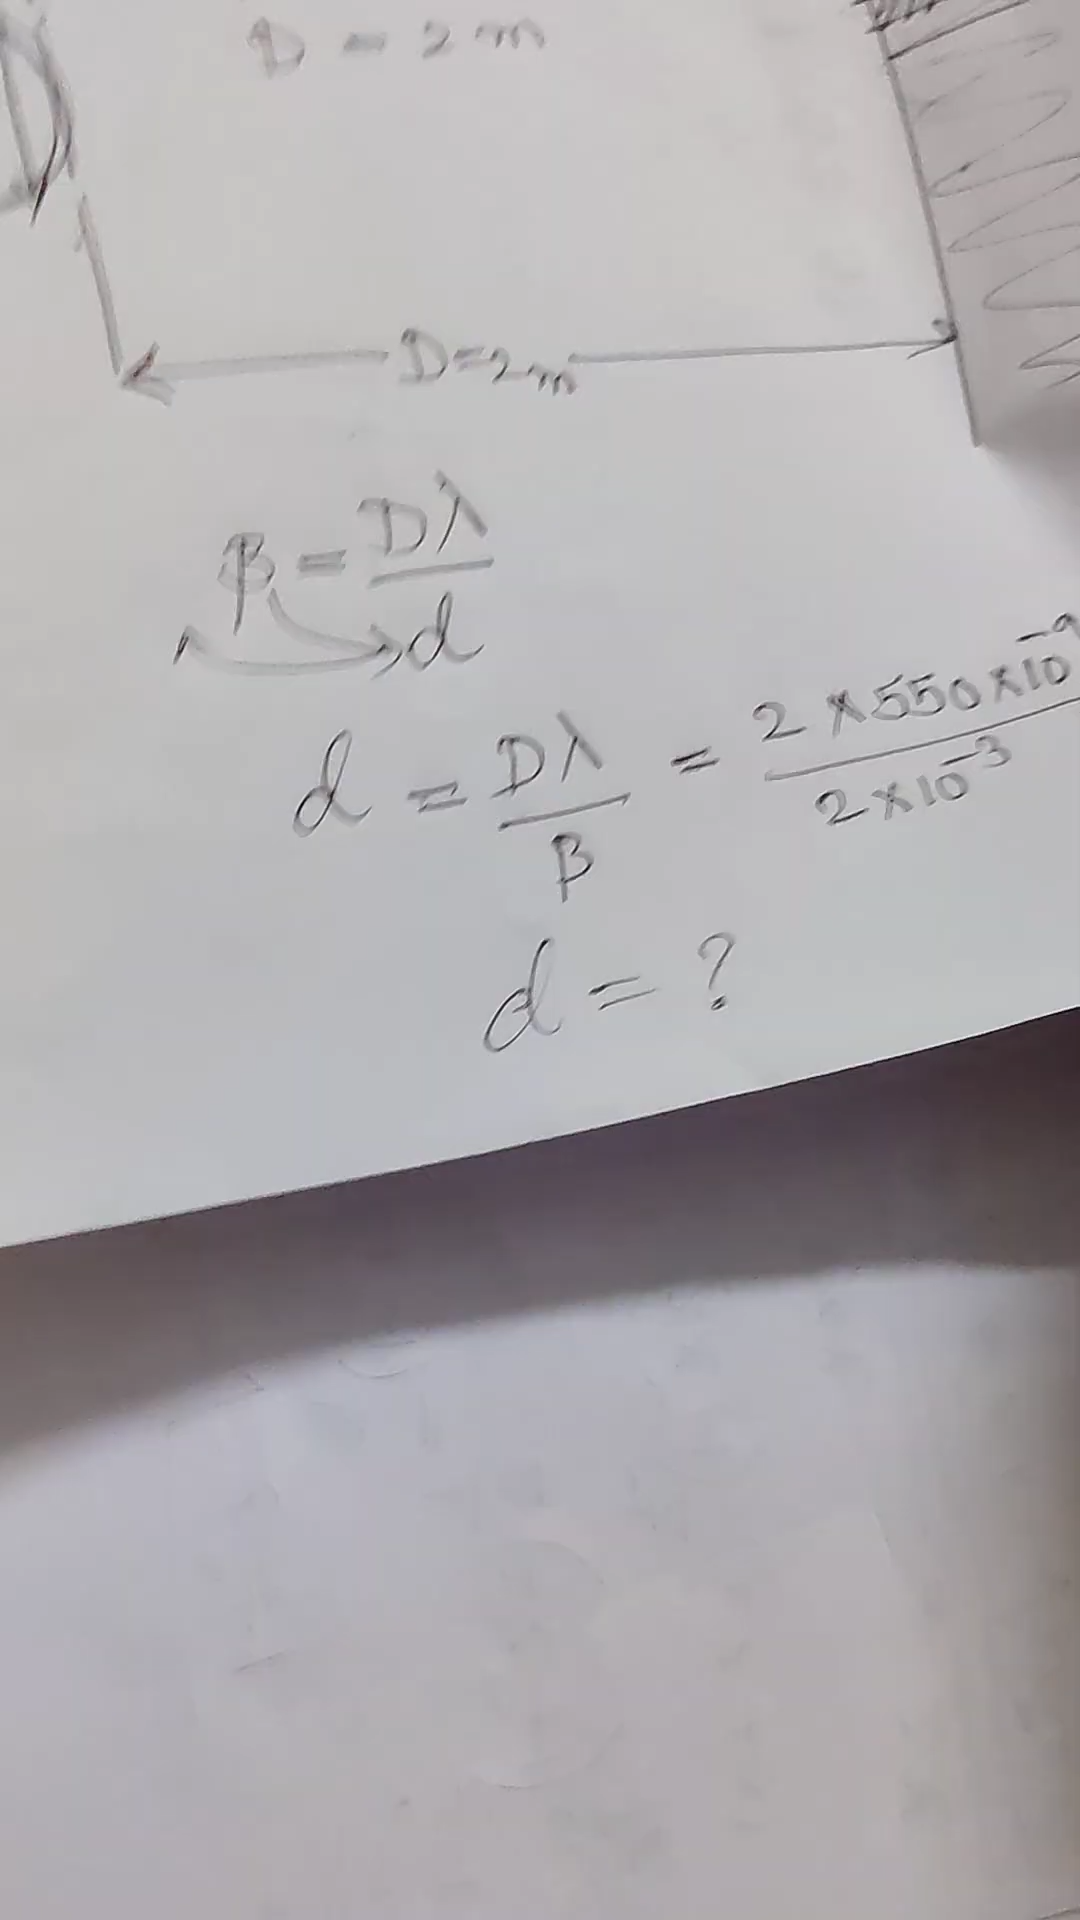 D = 2m
D=2m
β = Dλ/d
d = Dλ/β = 2×550×10⁻⁹/2×10⁻³
d = ?